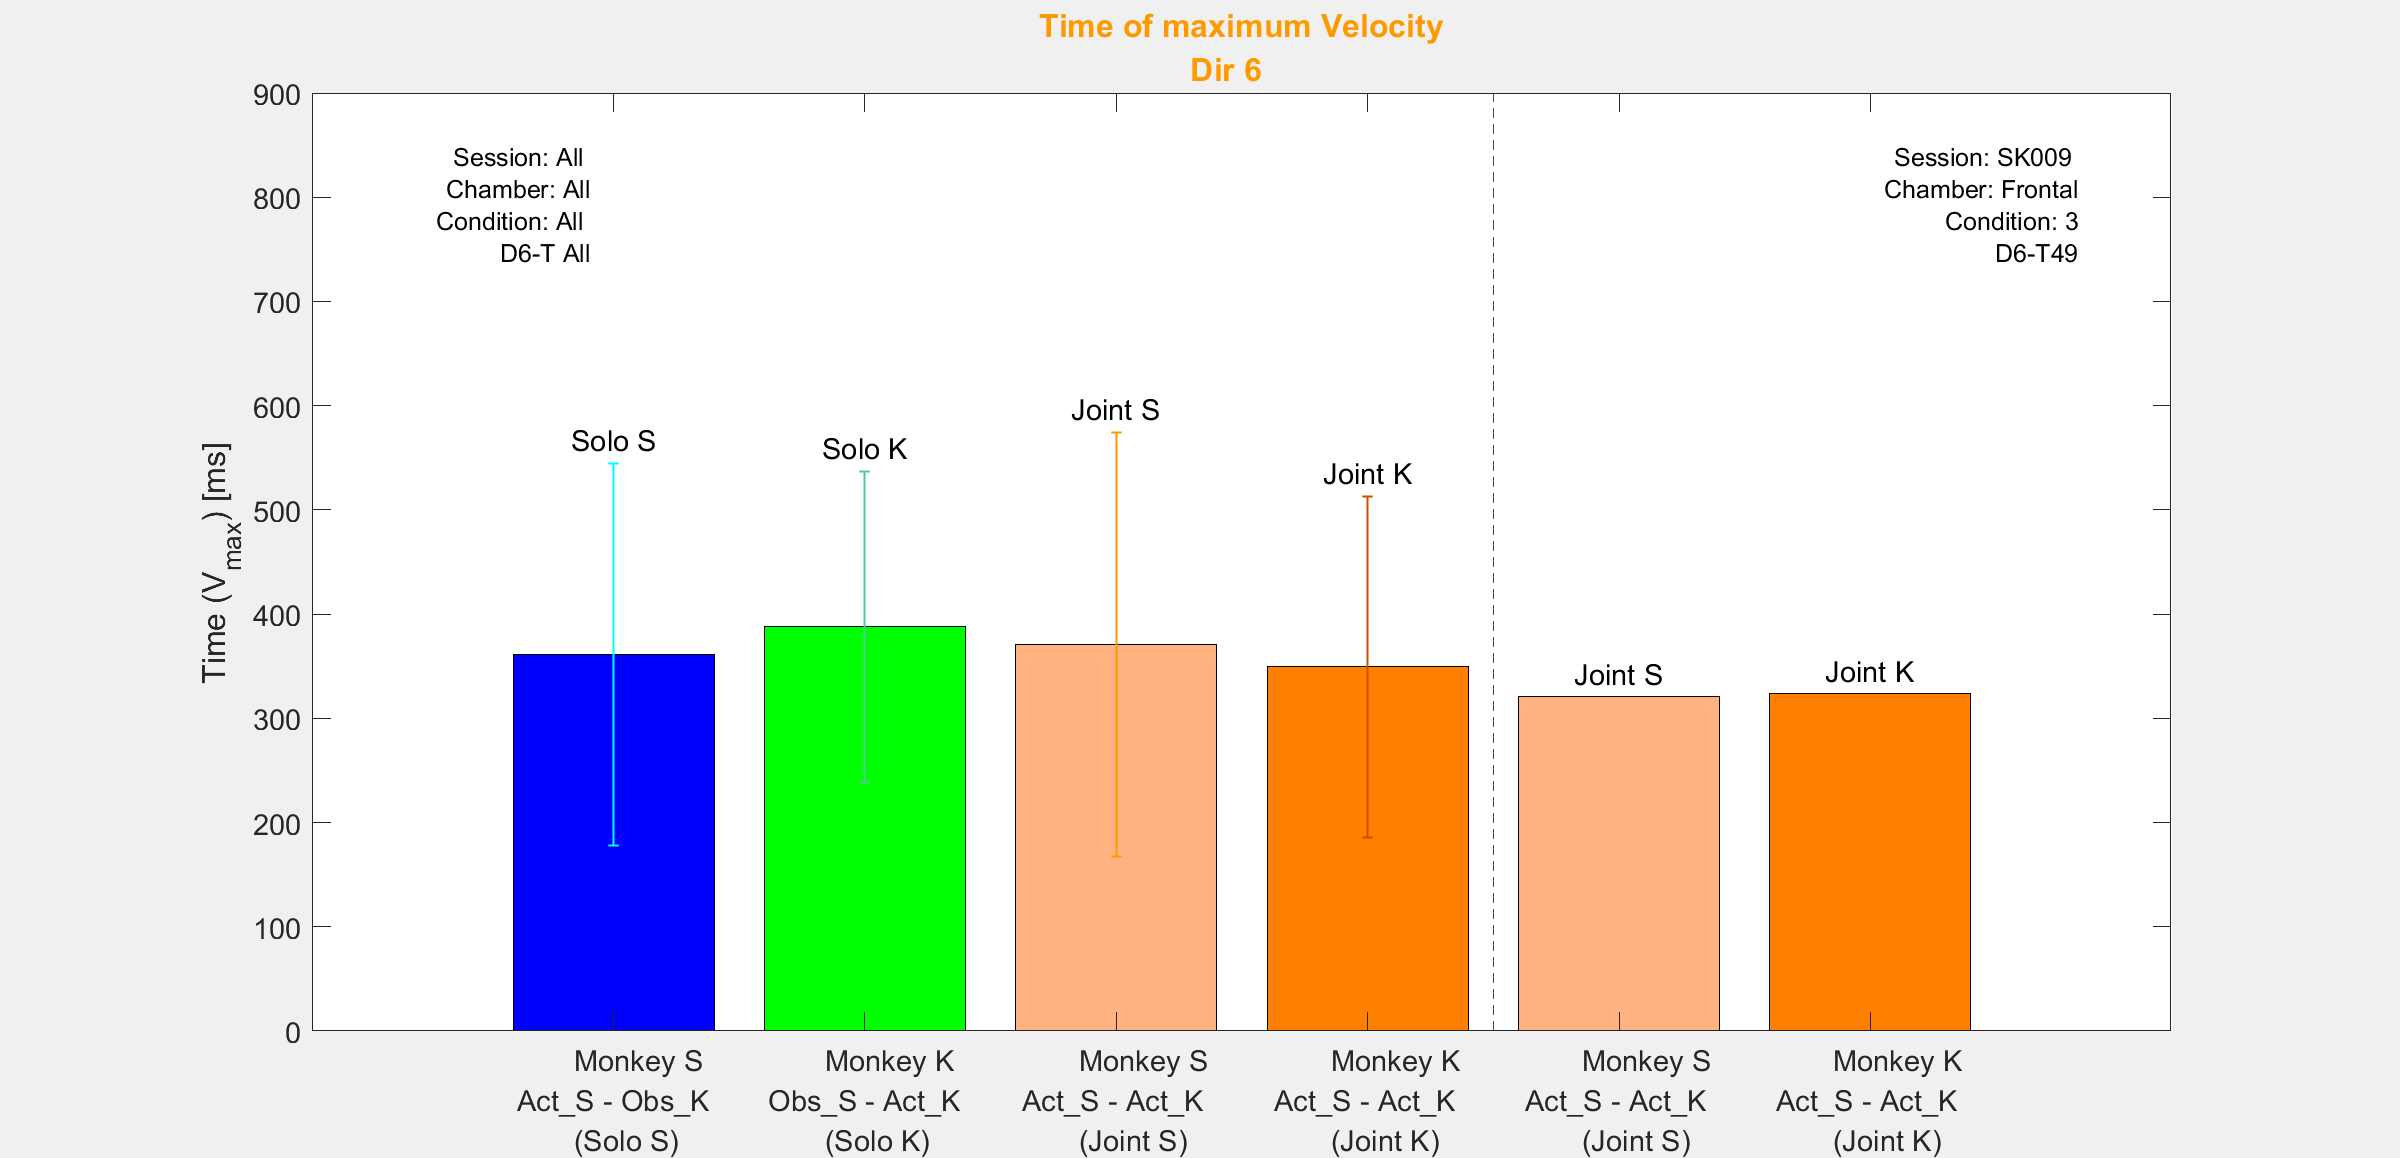 Time of maximum Velocity
Dir 6
900
800
700
600
500
400
300
200
100
0
Time (Vmax) [ms]
Session: All
Chamber: All
Condition: All
D6-T All
Session: SK009
Chamber: Frontal
Condition: 3
D6-T49
Solo S
Solo K
Joint S
Joint K
Joint S
Joint K
Monkey S
Act_S - Obs_K
(Solo S)
Monkey K
Obs_S - Act_K
(Solo K)
Monkey S
Act_S - Act_K
(Joint S)
Monkey K
Act_S - Act_K
(Joint K)
Monkey S
Act_S - Act_K
(Joint S)
Monkey K
Act_S - Act_K
(Joint K)